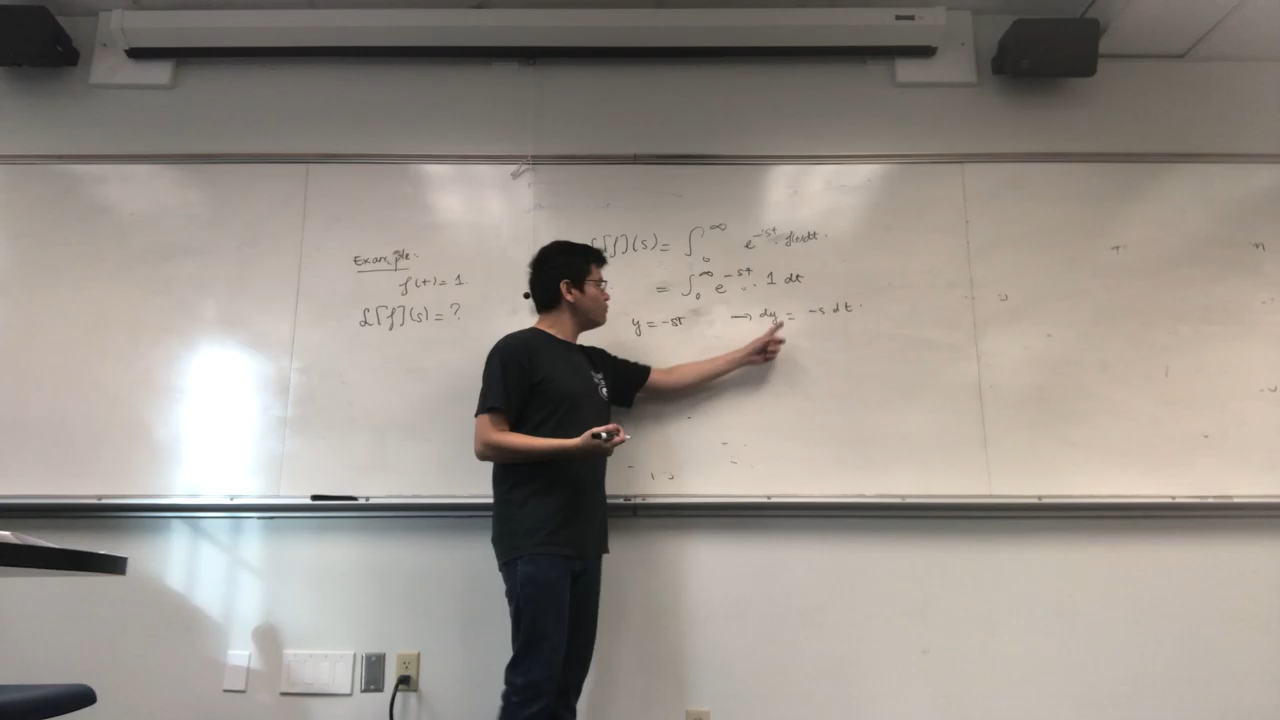 Example:
f(t) = 1.
ℒ[f](s) = ?
ℒ[f](s) = ∫₀^∞ e^{-st} f(t)dt.
= ∫₀^∞ e^{-st} · 1 dt
y = -st → dy = -s dt.